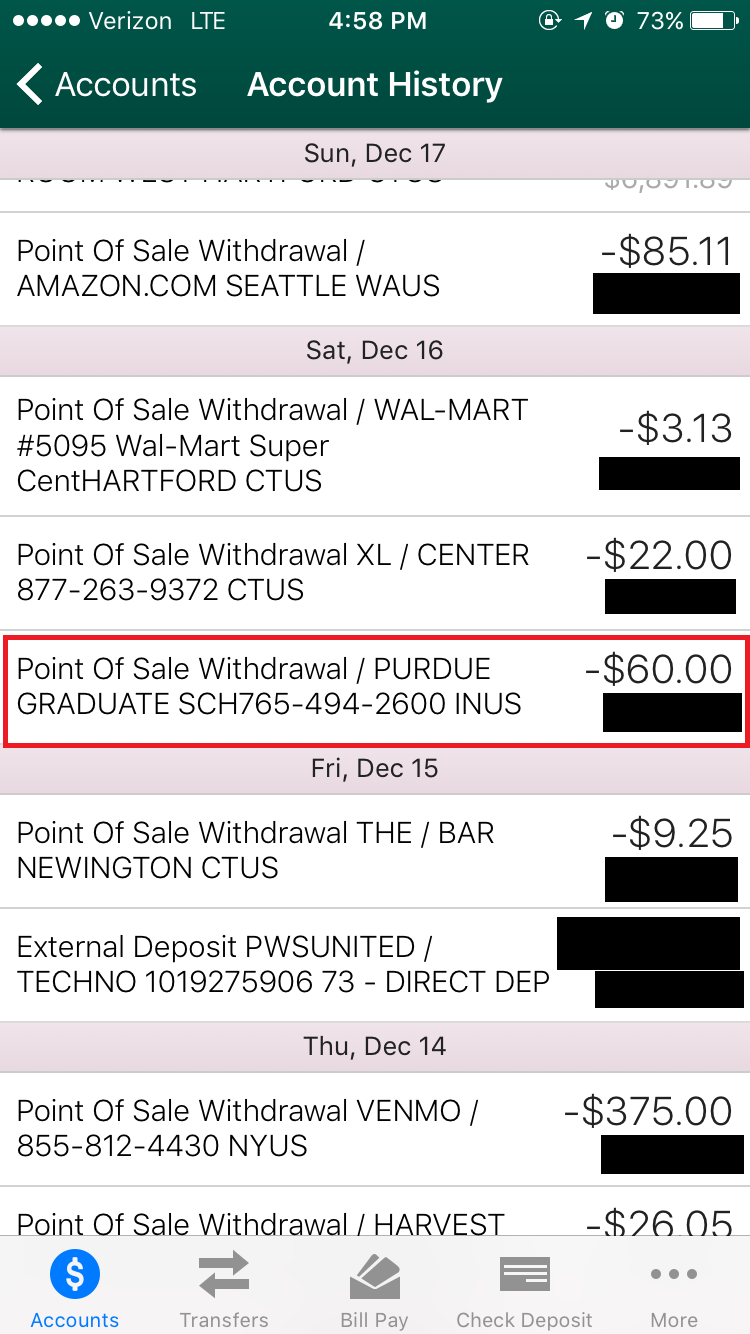 Verizon LTE 4:58 PM 73%
Accounts Account History
Sun, Dec 17
Point Of Sale Withdrawal / -$85.11
AMAZON.COM SEATTLE WAUS
Sat, Dec 16
Point Of Sale Withdrawal / WAL-MART
#5095 Wal-Mart Super -$3.13
CentHARTFORD CTUS
Point Of Sale Withdrawal XL / CENTER -$22.00
877-263-9372 CTUS
Point Of Sale Withdrawal / PURDUE -$60.00
GRADUATE SCH765-494-2600 INUS
Fri, Dec 15
Point Of Sale Withdrawal THE / BAR -$9.25
NEWINGTON CTUS
External Deposit PWSUNITED /
TECHNO 1019275906 73 - DIRECT DEP
Thu, Dec 14
Point Of Sale Withdrawal VENMO / -$375.00
855-812-4430 NYUS
Point Of Sale Withdrawal / HARVEST -$26.05
Accounts Transfers Bill Pay Check Deposit More